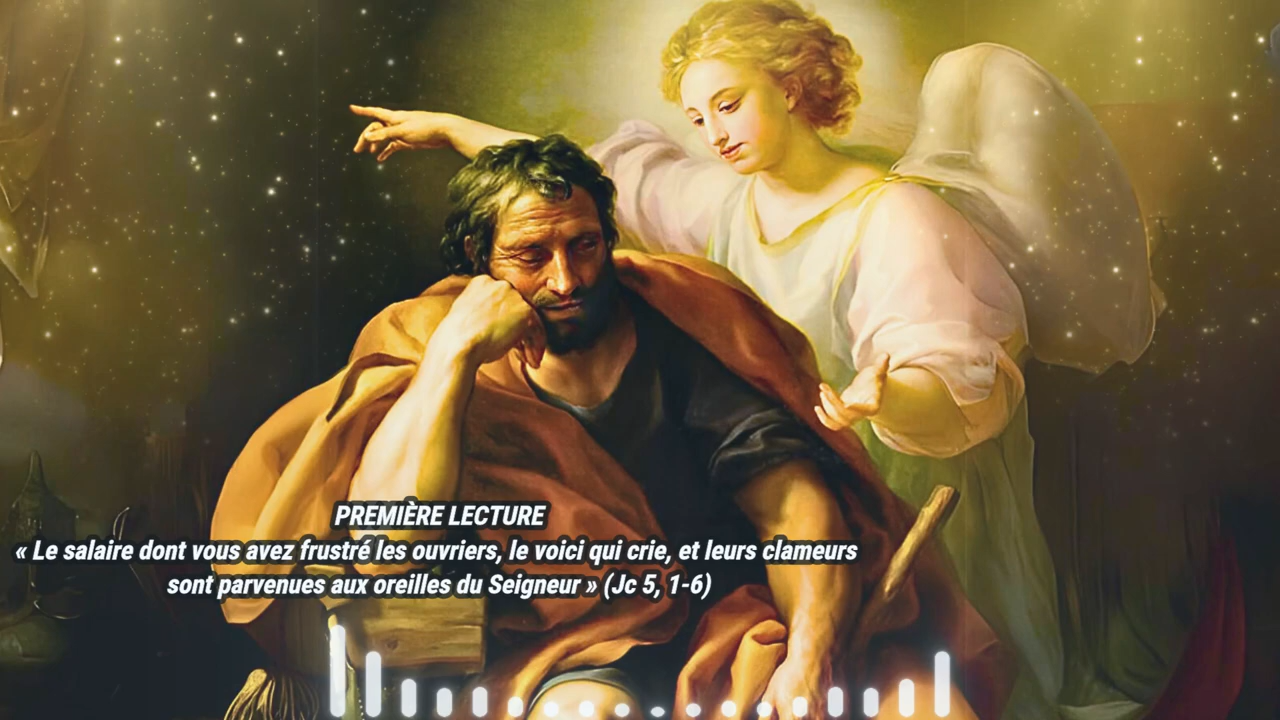 PREMIÈRE LECTURE
« Le salaire dont vous avez frustré les ouvriers, le voici qui crie, et leurs clameurs
sont parvenues aux oreilles du Seigneur » (Jc 5, 1-6)